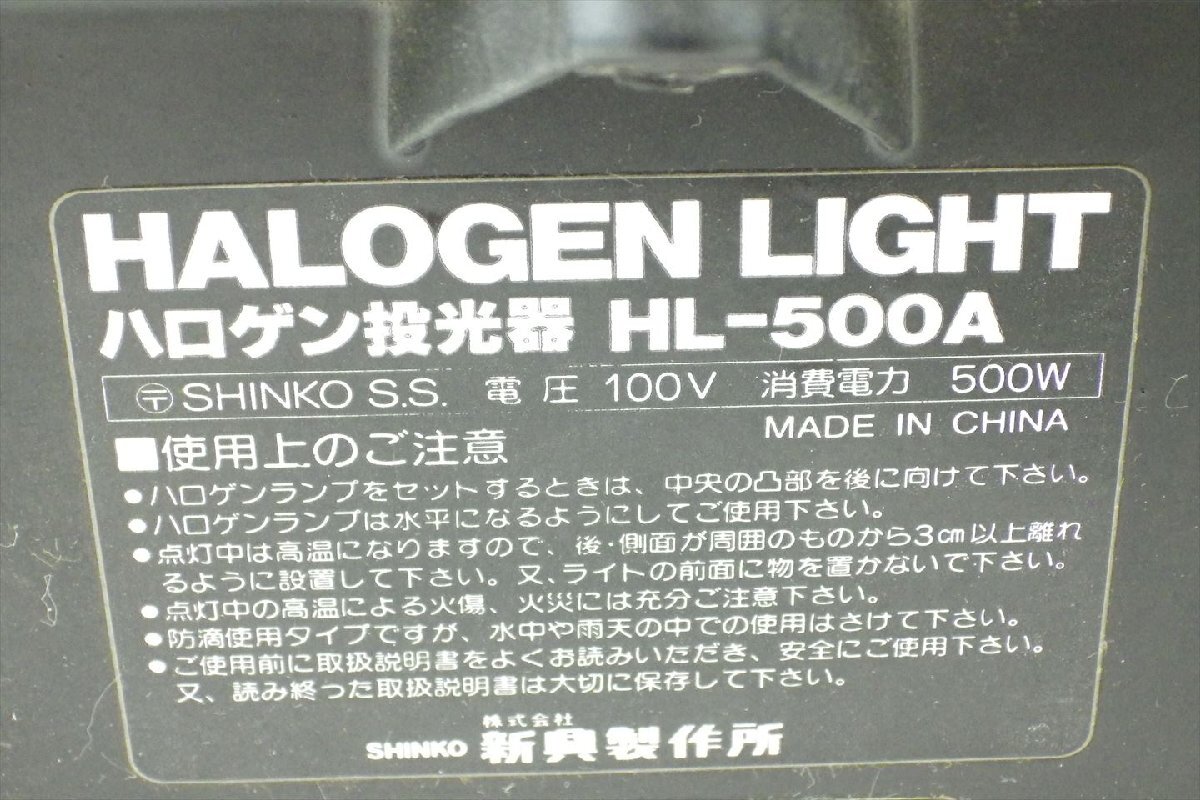 HALOGEN LIGHT
ハロゲン投光器 HL-500A
〶SHINKO S.S. 電圧 100V 消費電力 500W
MADE IN CHINA
■使用上のご注意
●ハロゲンランプをセットするときは、中央の凸部を後に向けて下さい。
●ハロゲンランプは水平になるようにしてご使用下さい。
●点灯中は高温になりますので、後・側面が周囲のものから3cm以上離れ
るように設置して下さい。又、ライトの前面に物を置かないで下さい。
●点灯中の高温による火傷、火災には充分ご注意下さい。
●防滴使用タイプですが、水中や雨天の中での使用はさけて下さい。
●ご使用前に取扱説明書をよくお読みいただき、安全にご使用下さい。
又、読み終った取扱説明書は大切に保存して下さい。
株式会社
SHINKO 新興製作所